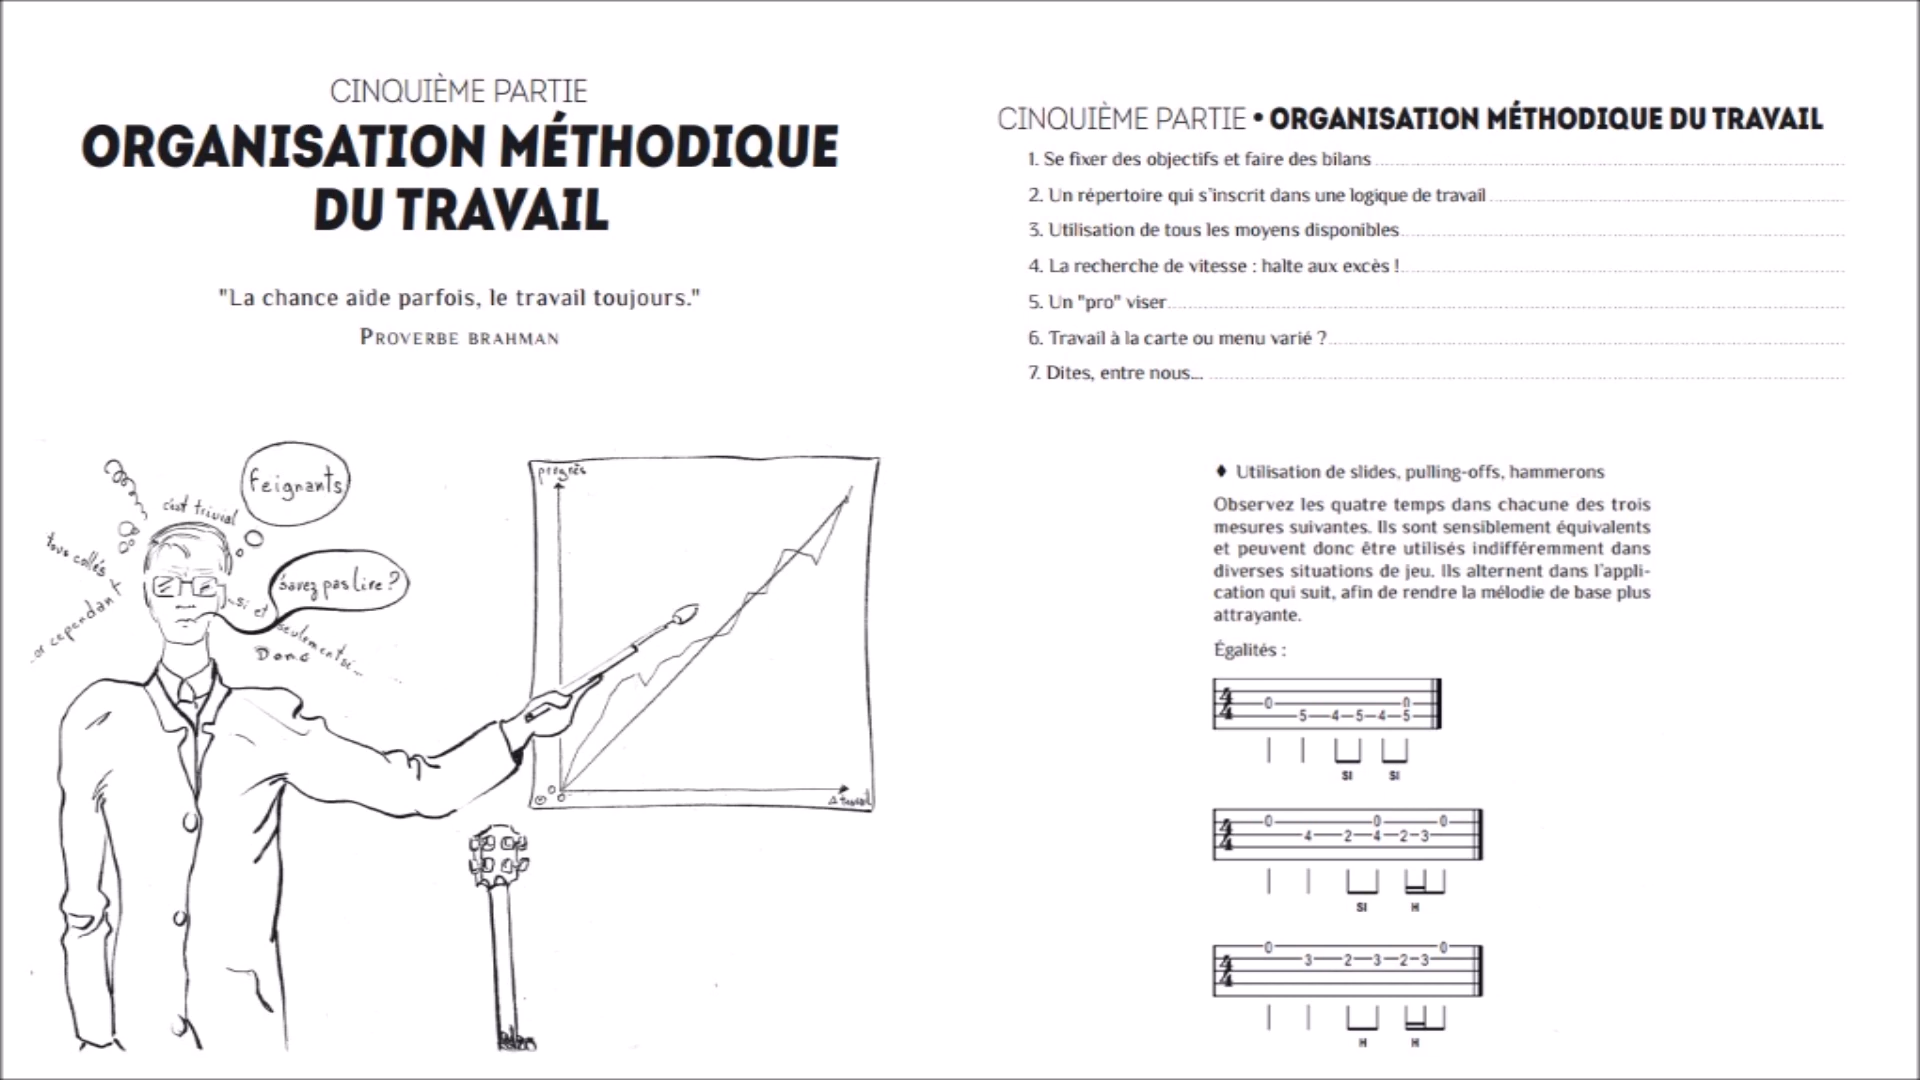 CINQUIÈME PARTIE
ORGANISATION MÉTHODIQUE
DU TRAVAIL
"La chance aide parfois, le travail toujours."
PROVERBE BRAHMAN
Feignants
c'est trivial
savez pas lire ?
tous collés
or cependant
si et
seulement si...
Donc
progrès
travail
CINQUIÈME PARTIE • ORGANISATION MÉTHODIQUE DU TRAVAIL
1. Se fixer des objectifs et faire des bilans
2. Un répertoire qui s'inscrit dans une logique de travail
3. Utilisation de tous les moyens disponibles
4. La recherche de vitesse : halte aux excès !
5. Un "pro" viser
6. Travail à la carte ou menu varié ?
7. Dites, entre nous...
♦ Utilisation de slides, pulling-offs, hammerons
Observez les quatre temps dans chacune des trois
mesures suivantes. Ils sont sensiblement équivalents
et peuvent donc être utilisés indifféremment dans
diverses situations de jeu. Ils alternent dans l'appli-
cation qui suit, afin de rendre la mélodie de base plus
attrayante.
Égalités :
4 0 0
4 5 4 5 4 5
SI SI
4 0 0 0
4 4 2 4 2 3
SI H
4 0 0
4 3 2 3 2 3
H H